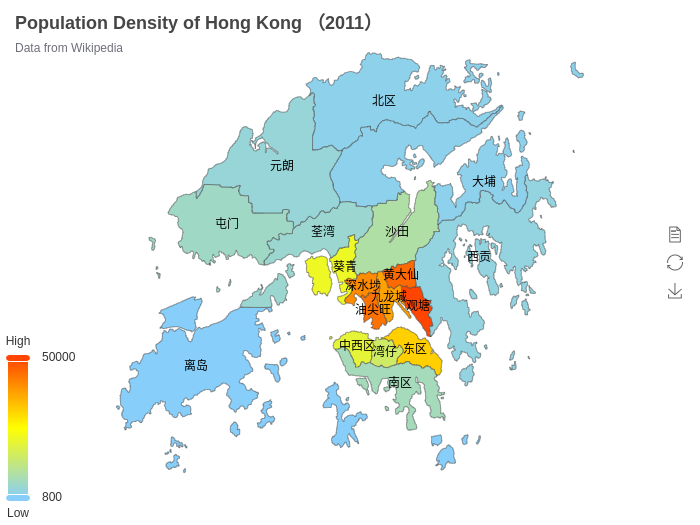 Population Density of Hong Kong （2011）
Data from Wikipedia
北区
元朗
大埔
屯门
荃湾
沙田
西贡
葵青
黄大仙
深水埗
九龙城
油尖旺
观塘
中西区
湾仔
东区
离岛
南区
High
50000
800
Low